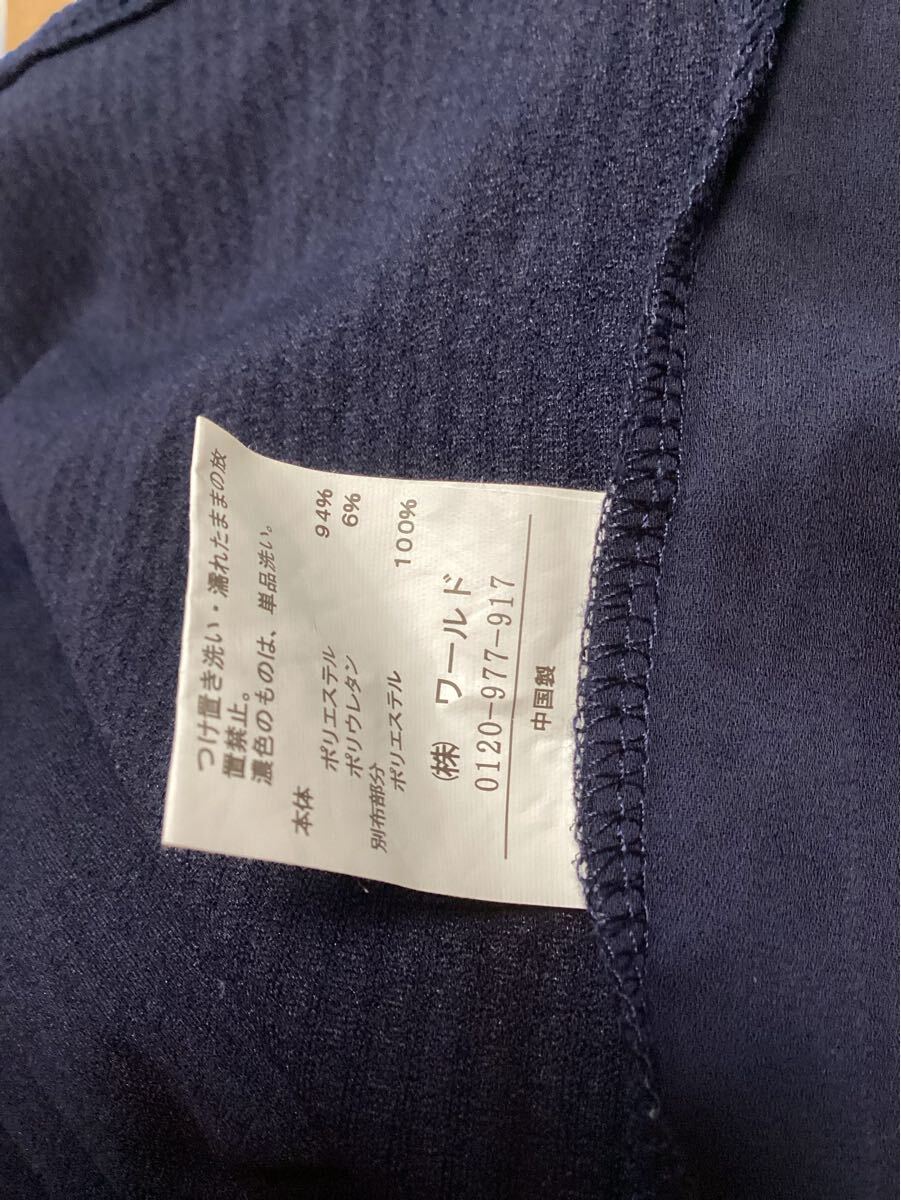 つけ置き洗い・濡れたままの放
置禁止。
濃色のものは、単品洗い。
本体
ポリエステル 94%
ポリウレタン 6%
別布部分
ポリエステル 100%
(株) ワールド
0120-977-917
中国製